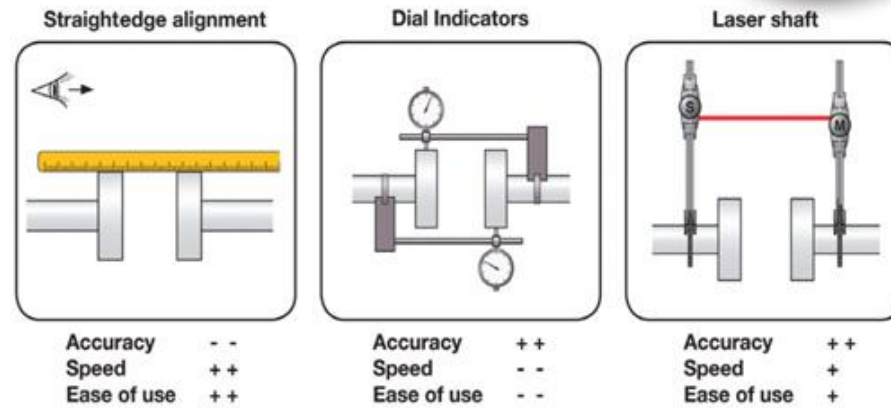 Straightedge alignment
Accuracy - -
Speed ++
Ease of use ++
Dial Indicators
Accuracy ++
Speed - -
Ease of use - -
Laser shaft
S
M
Accuracy ++
Speed +
Ease of use +